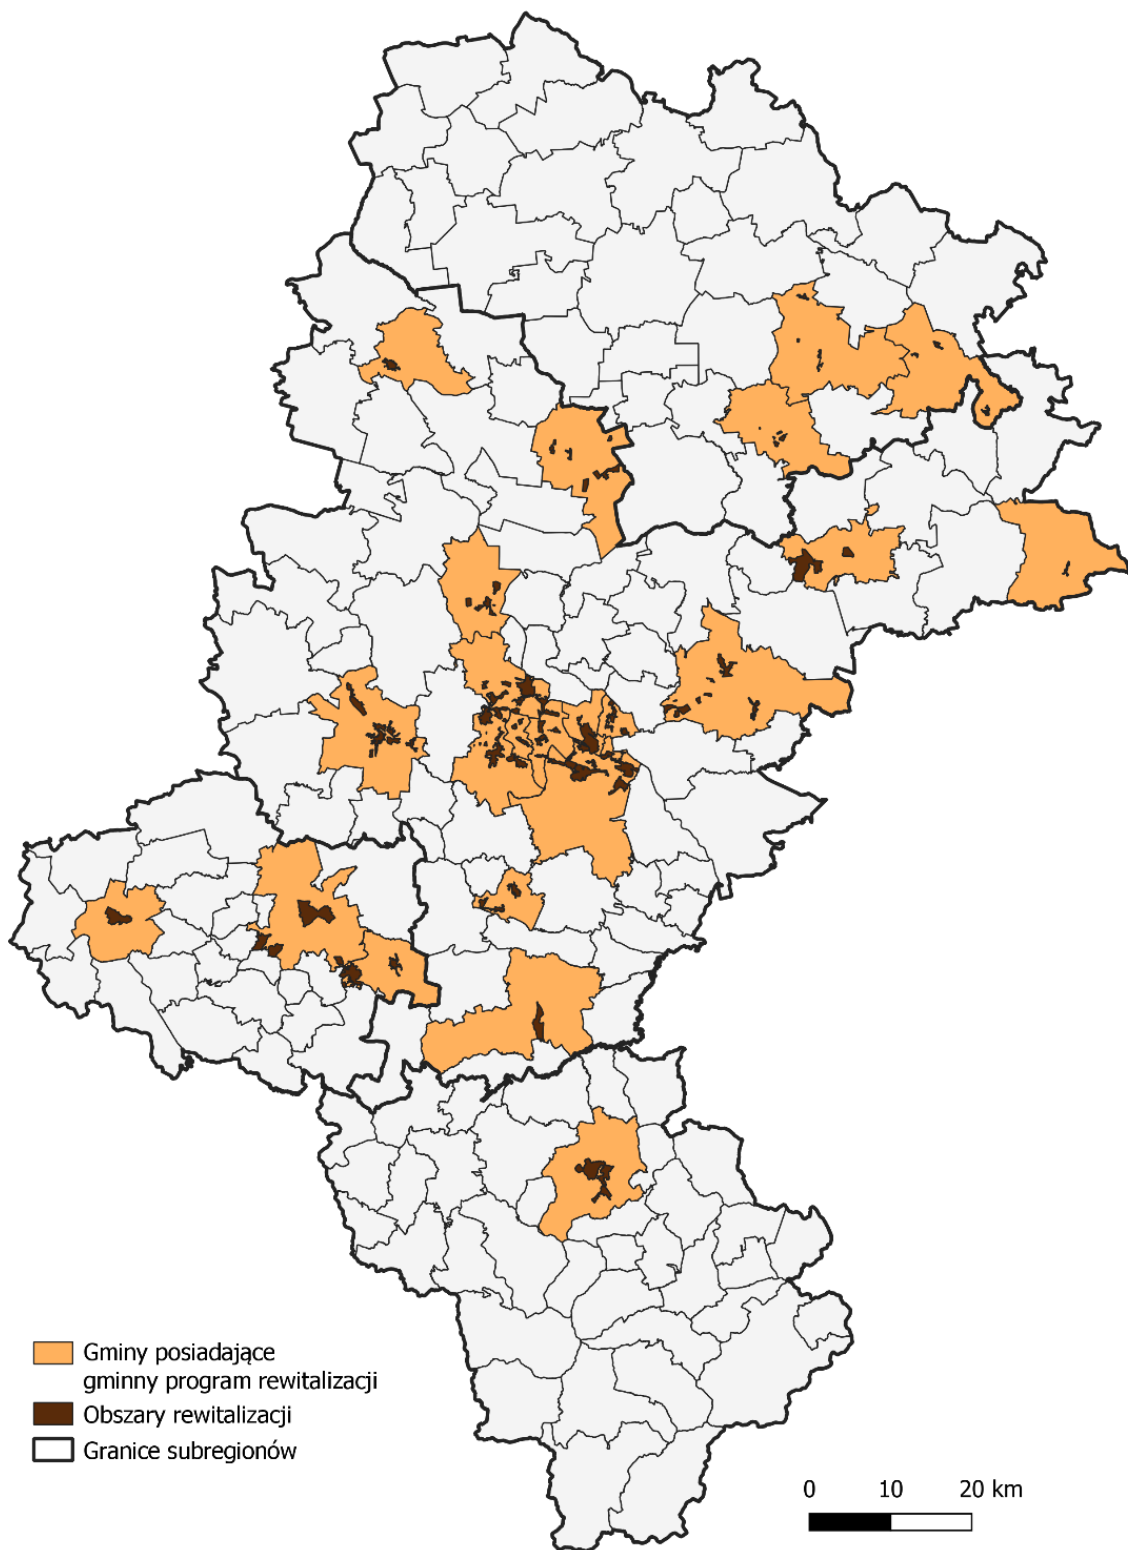 Gminy posiadające
gminny program rewitalizacji
Obszary rewitalizacji
Granice subregionów
0 10 20 km